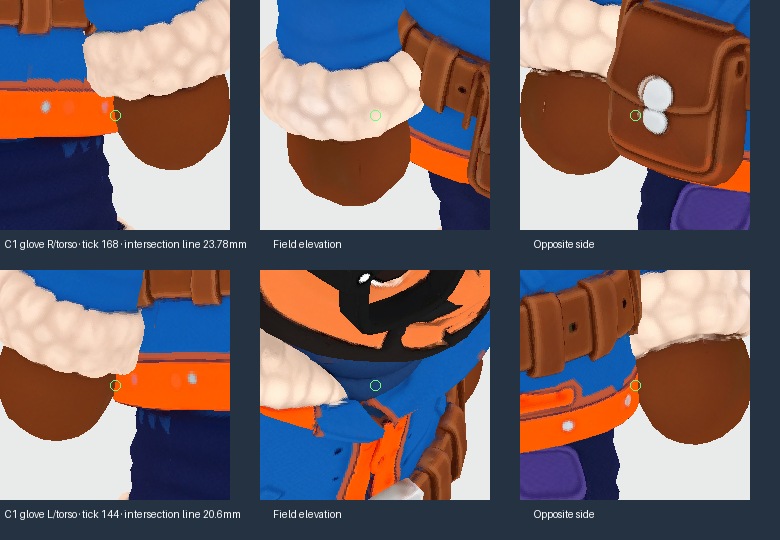 C1 glove R/torso · tick 168 · intersection line 23.78mm
Field elevation
Opposite side
C1 glove L/torso · tick 144 · intersection line 20.6mm
Field elevation
Opposite side